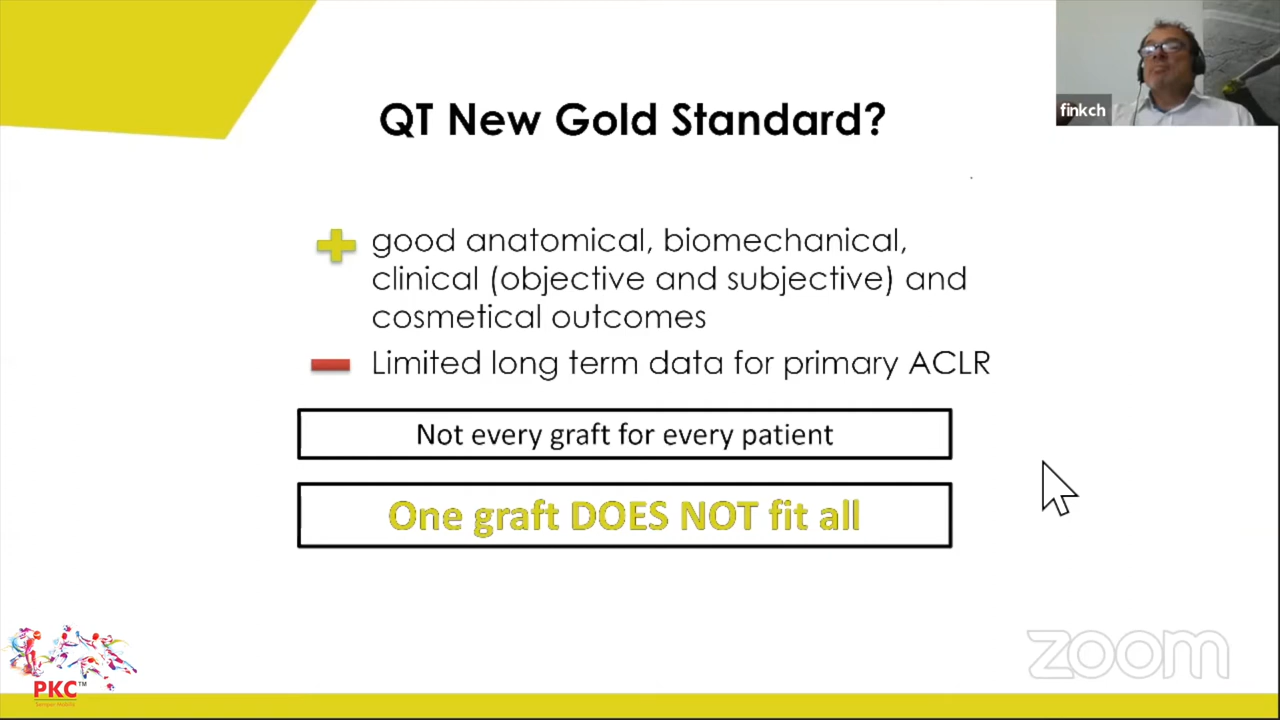 finkch
QT New Gold Standard?
good anatomical, biomechanical,
clinical (objective and subjective) and
cosmetical outcomes
Limited long term data for primary ACLR
Not every graft for every patient
One graft DOES NOT fit all
PKC™
zoom